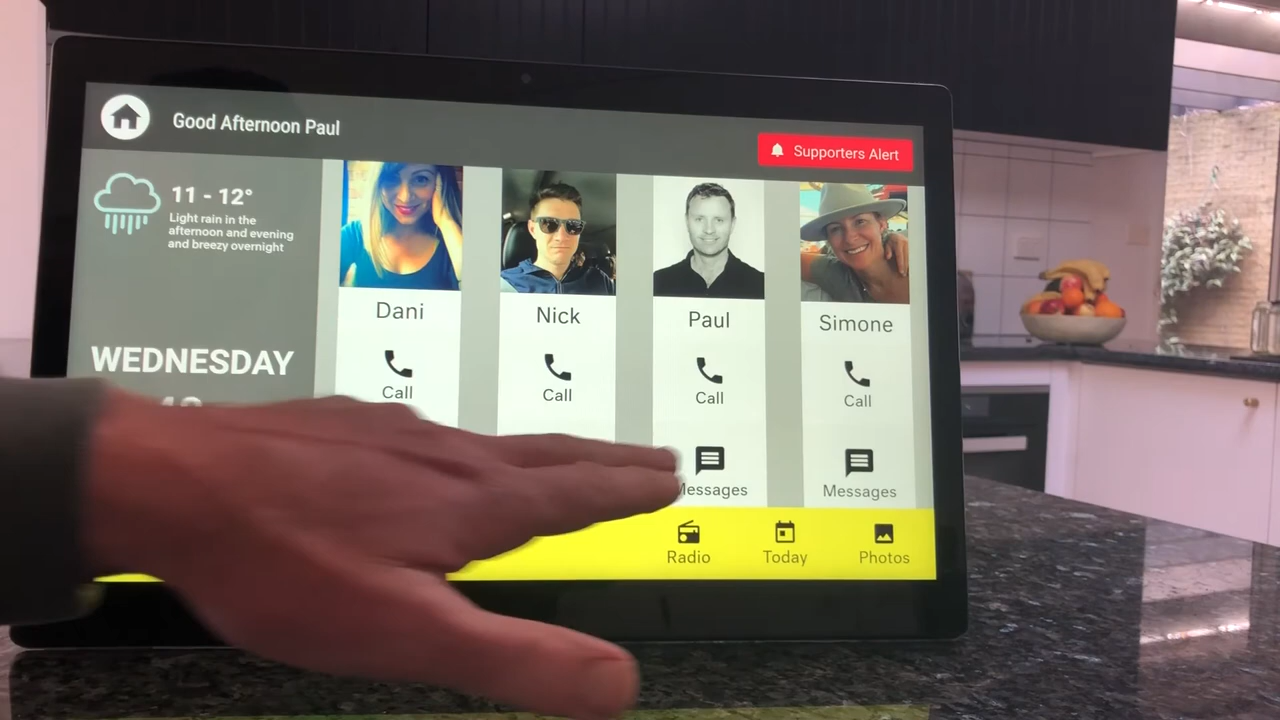 Good Afternoon Paul
Supporters Alert
11 - 12°
Light rain in the
afternoon and evening
and breezy overnight
WEDNESDAY
Dani
Nick
Paul
Simone
Call
Call
Call
Call
Messages
Messages
Radio
Today
Photos